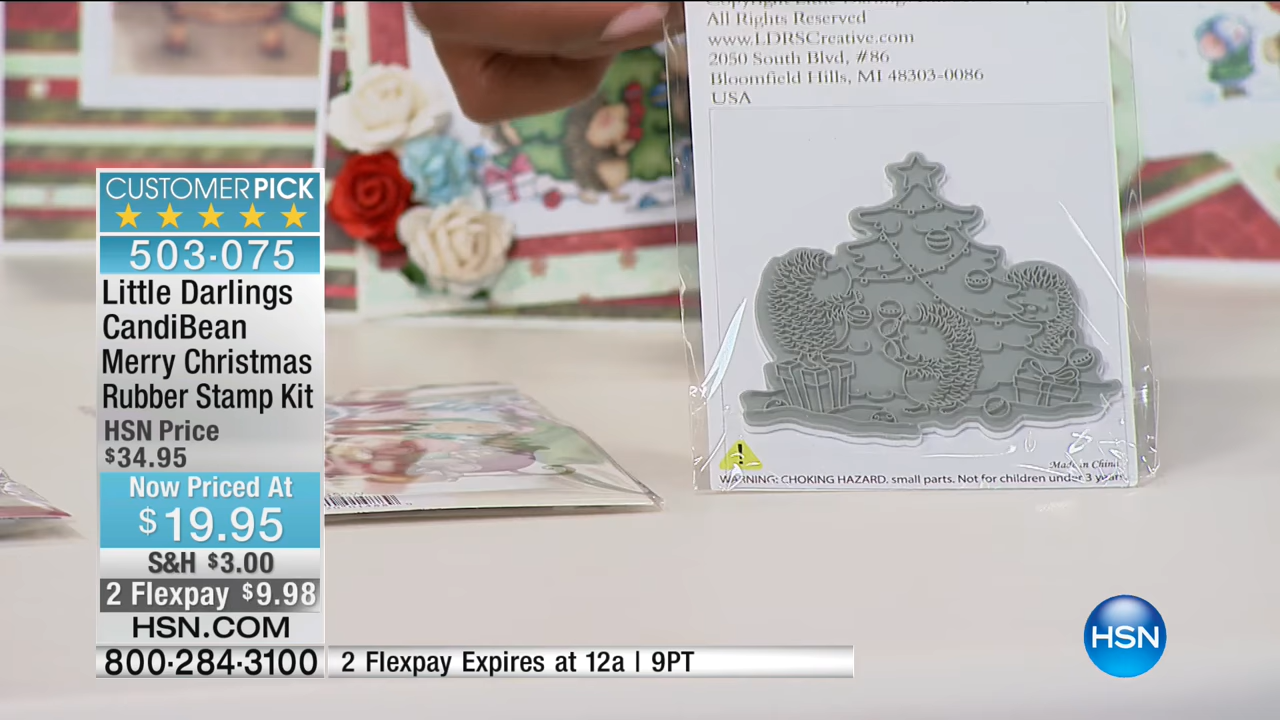 All Rights Reserved
www.LDRSCreative.com
2050 South Blvd, #86
Bloomfield Hills, MI 48303-0086
USA
CUSTOMER PICK
503·075
Little Darlings
CandiBean
Merry Christmas
Rubber Stamp Kit
HSN Price
$34.95
Now Priced At
$19.95
S&H $3.00
2 Flexpay $9.98
HSN.COM
800·284·3100
2 Flexpay Expires at 12a | 9PT
Made in China
WARNING: CHOKING HAZARD, small parts. Not for children under 3 years
HSN